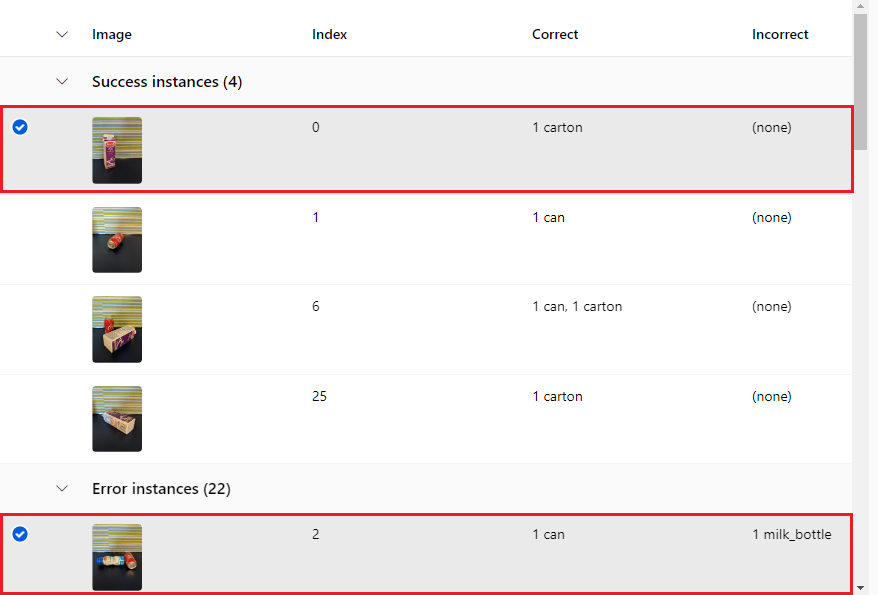 Image Index Correct Incorrect
Success instances (4)
0 1 carton (none)
1 1 can (none)
6 1 can, 1 carton (none)
25 1 carton (none)
Error instances (22)
2 1 can 1 milk_bottle